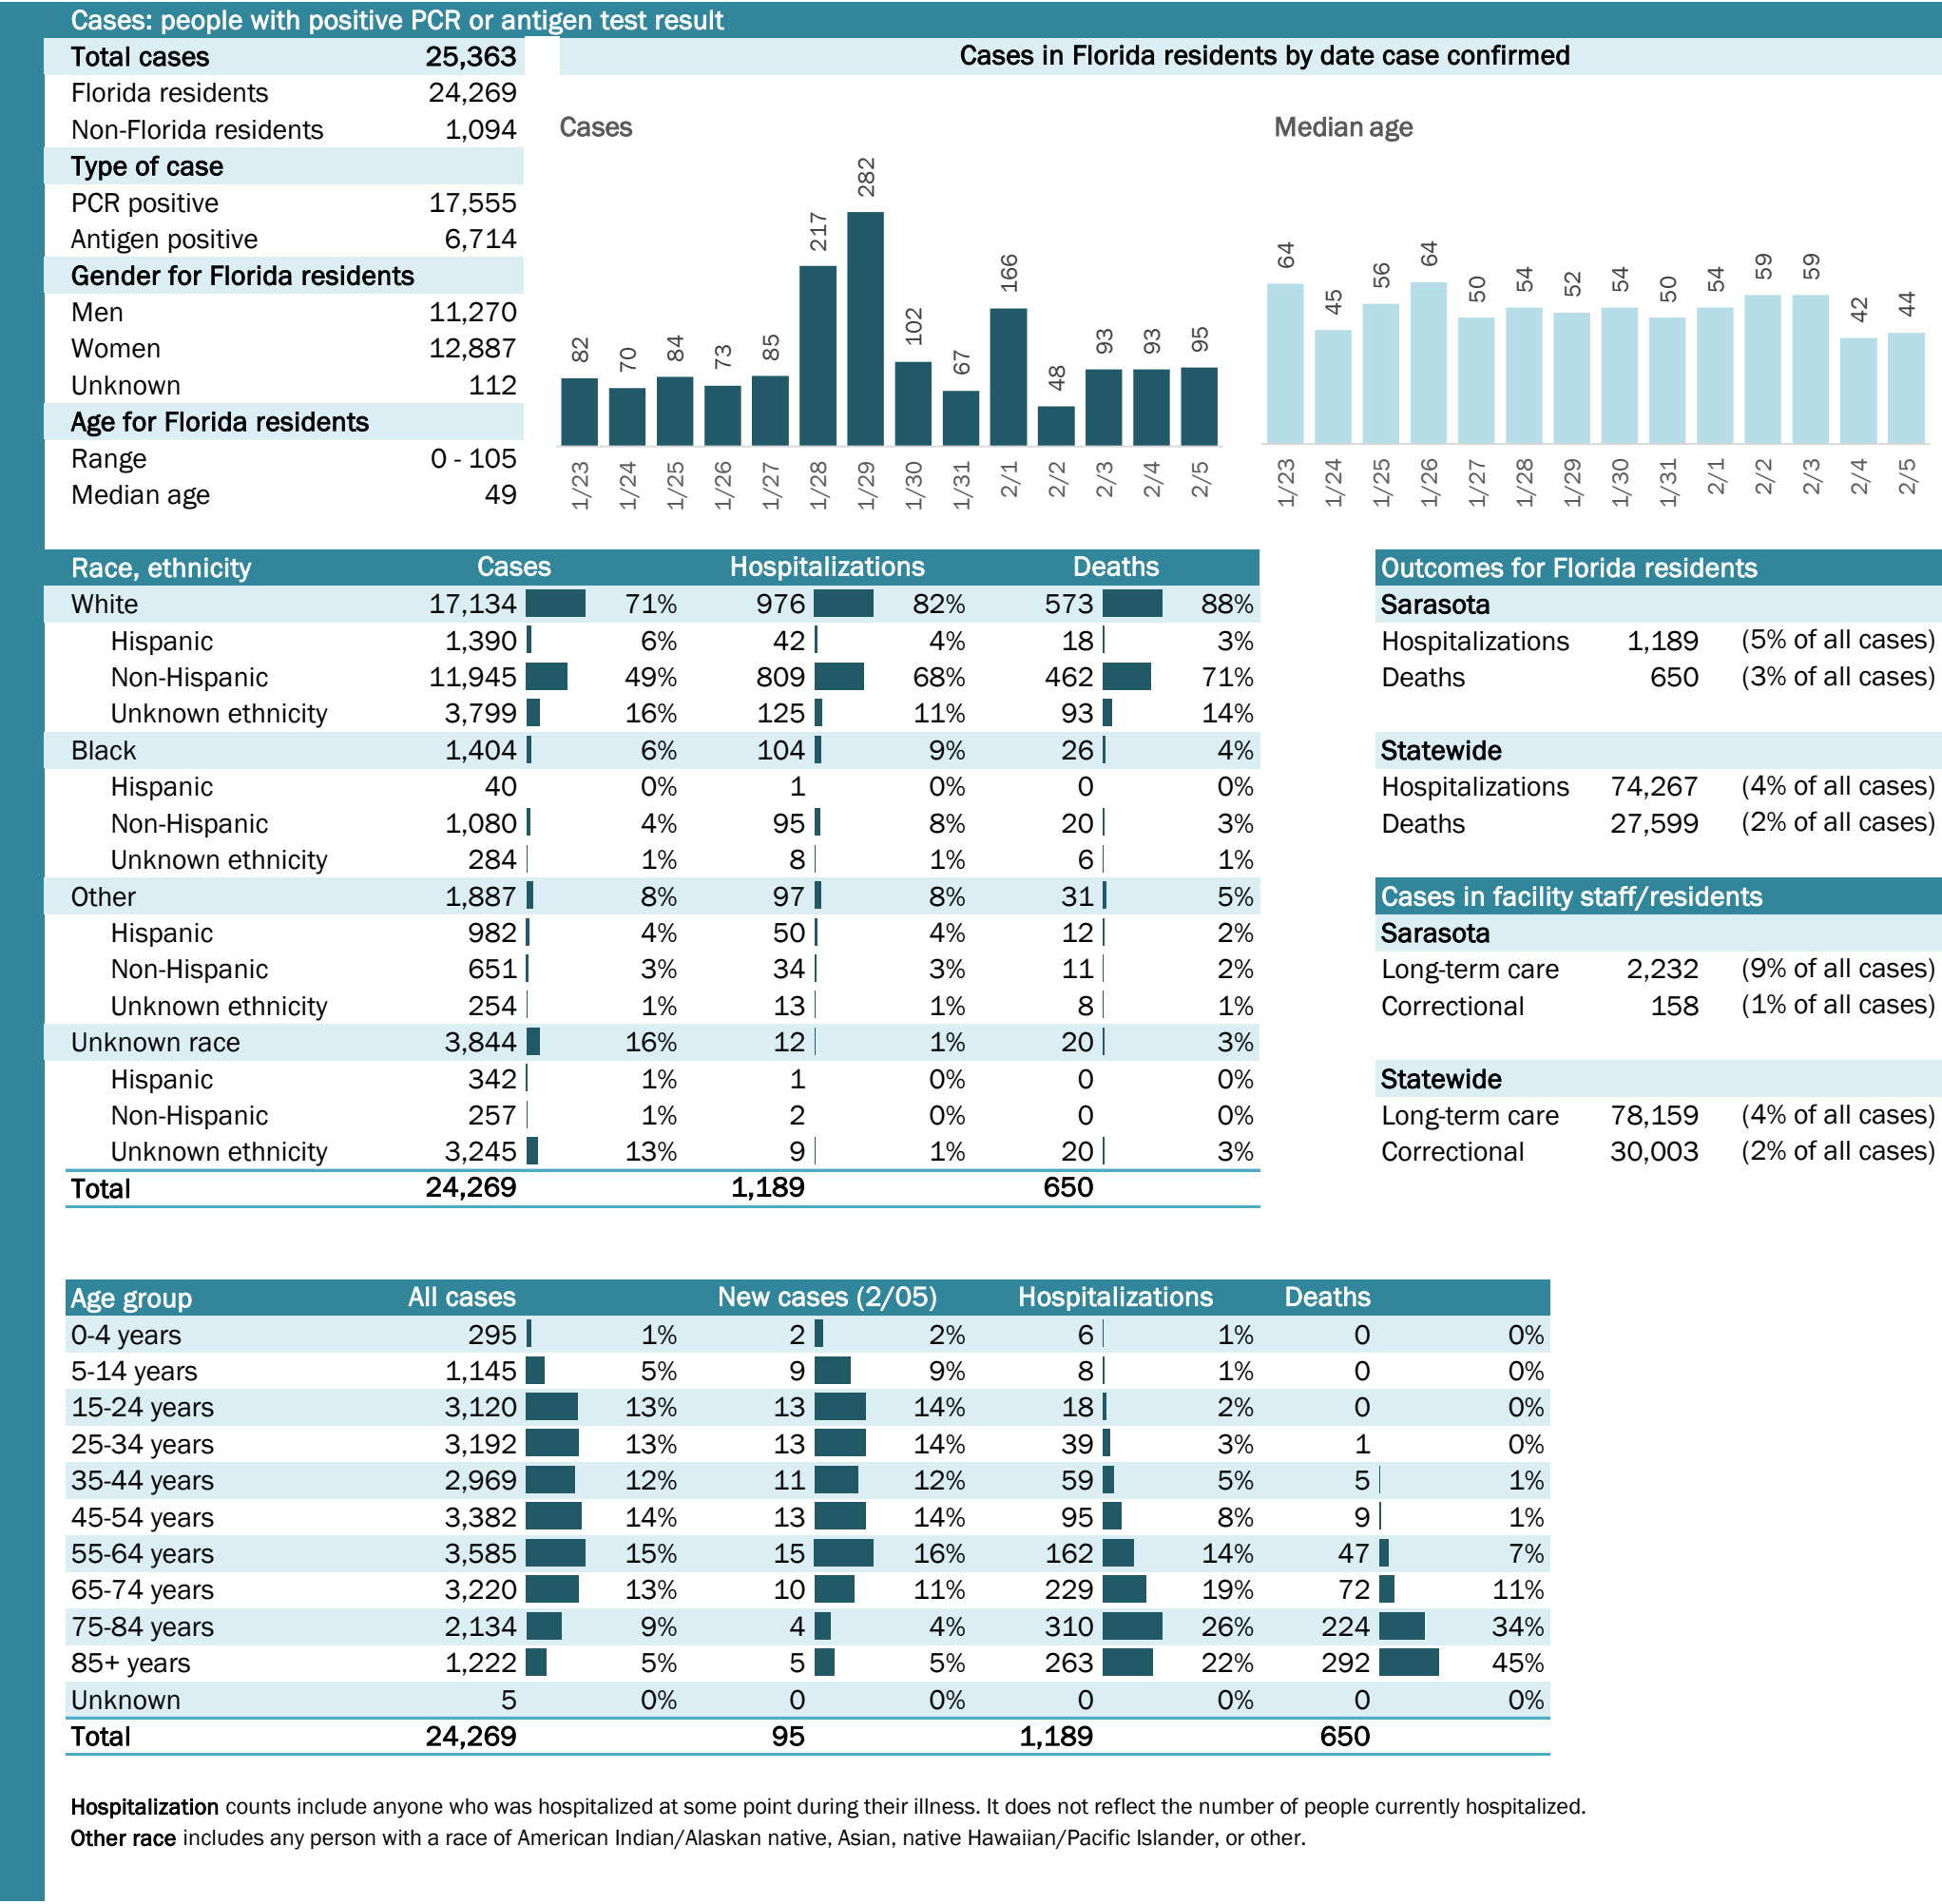 Cases: people with positive PCR or antigen test result
Total cases 25,363
Florida residents 24,269
Non-Florida residents 1,094
Type of case
PCR positive 17,555
Antigen positive 6,714
Gender for Florida residents
Men 11,270
Women 12,887
Unknown 112
Age for Florida residents
Range 0 - 105
Median age 49
Cases in Florida residents by date case confirmed
Cases
82 70 84 73 85 217 282 102 67 166 48 93 93 95
1/23 1/24 1/25 1/26 1/27 1/28 1/29 1/30 1/31 2/1 2/2 2/3 2/4 2/5
Median age
64 45 56 64 50 54 52 54 50 54 59 59 42 44
1/23 1/24 1/25 1/26 1/27 1/28 1/29 1/30 1/31 2/1 2/2 2/3 2/4 2/5
Race, ethnicity Cases Hospitalizations Deaths
White 17,134 71% 976 82% 573 88%
Hispanic 1,390 6% 42 4% 18 3%
Non-Hispanic 11,945 49% 809 68% 462 71%
Unknown ethnicity 3,799 16% 125 11% 93 14%
Black 1,404 6% 104 9% 26 4%
Hispanic 40 0% 1 0% 0 0%
Non-Hispanic 1,080 4% 95 8% 20 3%
Unknown ethnicity 284 1% 8 1% 6 1%
Other 1,887 8% 97 8% 31 5%
Hispanic 982 4% 50 4% 12 2%
Non-Hispanic 651 3% 34 3% 11 2%
Unknown ethnicity 254 1% 13 1% 8 1%
Unknown race 3,844 16% 12 1% 20 3%
Hispanic 342 1% 1 0% 0 0%
Non-Hispanic 257 1% 2 0% 0 0%
Unknown ethnicity 3,245 13% 9 1% 20 3%
Total 24,269 1,189 650
Outcomes for Florida residents
Sarasota
Hospitalizations 1,189 (5% of all cases)
Deaths 650 (3% of all cases)
Statewide
Hospitalizations 74,267 (4% of all cases)
Deaths 27,599 (2% of all cases)
Cases in facility staff/residents
Sarasota
Long-term care 2,232 (9% of all cases)
Correctional 158 (1% of all cases)
Statewide
Long-term care 78,159 (4% of all cases)
Correctional 30,003 (2% of all cases)
Age group All cases New cases (2/05) Hospitalizations Deaths
0-4 years 295 1% 2 2% 6 1% 0 0%
5-14 years 1,145 5% 9 9% 8 1% 0 0%
15-24 years 3,120 13% 13 14% 18 2% 0 0%
25-34 years 3,192 13% 13 14% 39 3% 1 0%
35-44 years 2,969 12% 11 12% 59 5% 5 1%
45-54 years 3,382 14% 13 14% 95 8% 9 1%
55-64 years 3,585 15% 15 16% 162 14% 47 7%
65-74 years 3,220 13% 10 11% 229 19% 72 11%
75-84 years 2,134 9% 4 4% 310 26% 224 34%
85+ years 1,222 5% 5 5% 263 22% 292 45%
Unknown 5 0% 0 0% 0 0% 0 0%
Total 24,269 95 1,189 650
Hospitalization counts include anyone who was hospitalized at some point during their illness. It does not reflect the number of people currently hospitalized.
Other race includes any person with a race of American Indian/Alaskan native, Asian, native Hawaiian/Pacific Islander, or other.